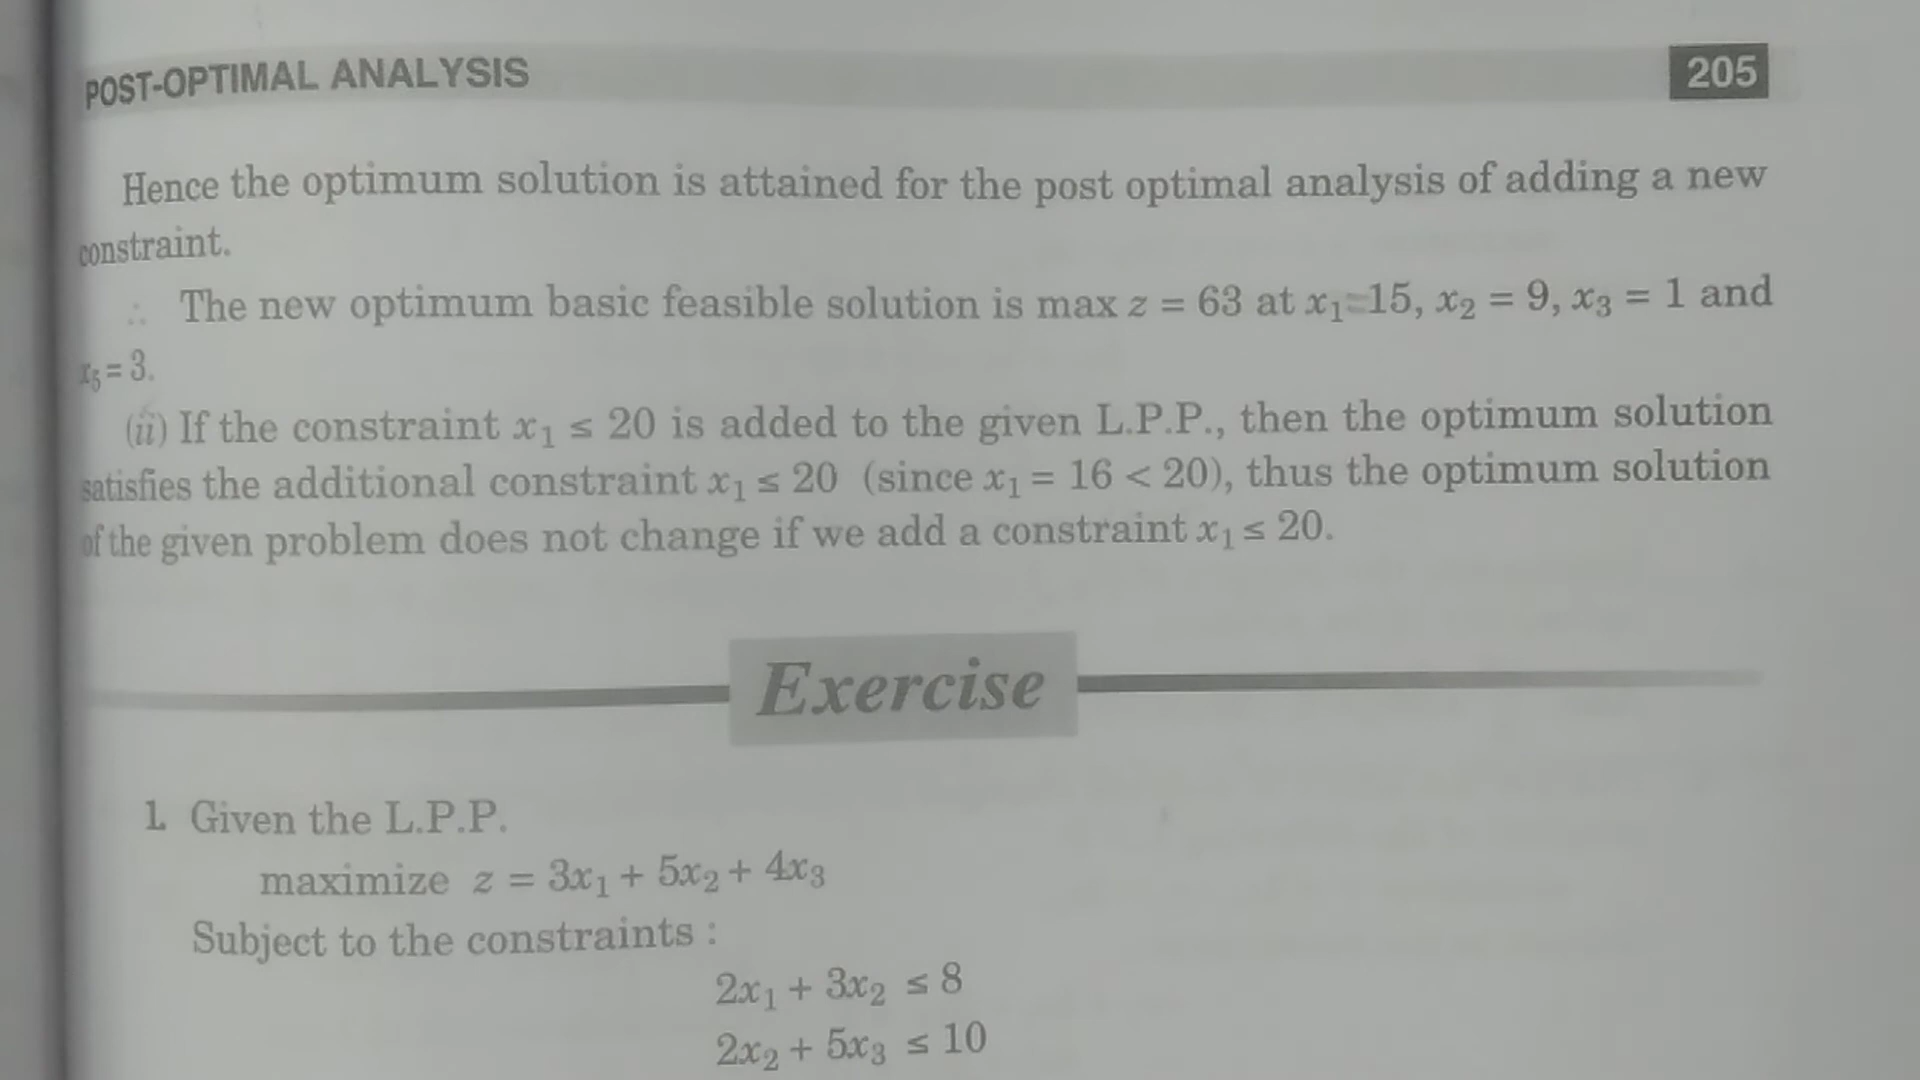 POST-OPTIMAL ANALYSIS 205
Hence the optimum solution is attained for the post optimal analysis of adding a new
constraint.
∴ The new optimum basic feasible solution is max z = 63 at x₁=15, x₂ = 9, x₃ = 1 and
x₅ = 3.
(ii) If the constraint x₁ ≤ 20 is added to the given L.P.P., then the optimum solution
satisfies the additional constraint x₁ ≤ 20 (since x₁ = 16 < 20), thus the optimum solution
of the given problem does not change if we add a constraint x₁ ≤ 20.
Exercise
1. Given the L.P.P.
maximize z = 3x₁ + 5x₂ + 4x₃
Subject to the constraints :
2x₁ + 3x₂ ≤ 8
2x₂ + 5x₃ ≤ 10